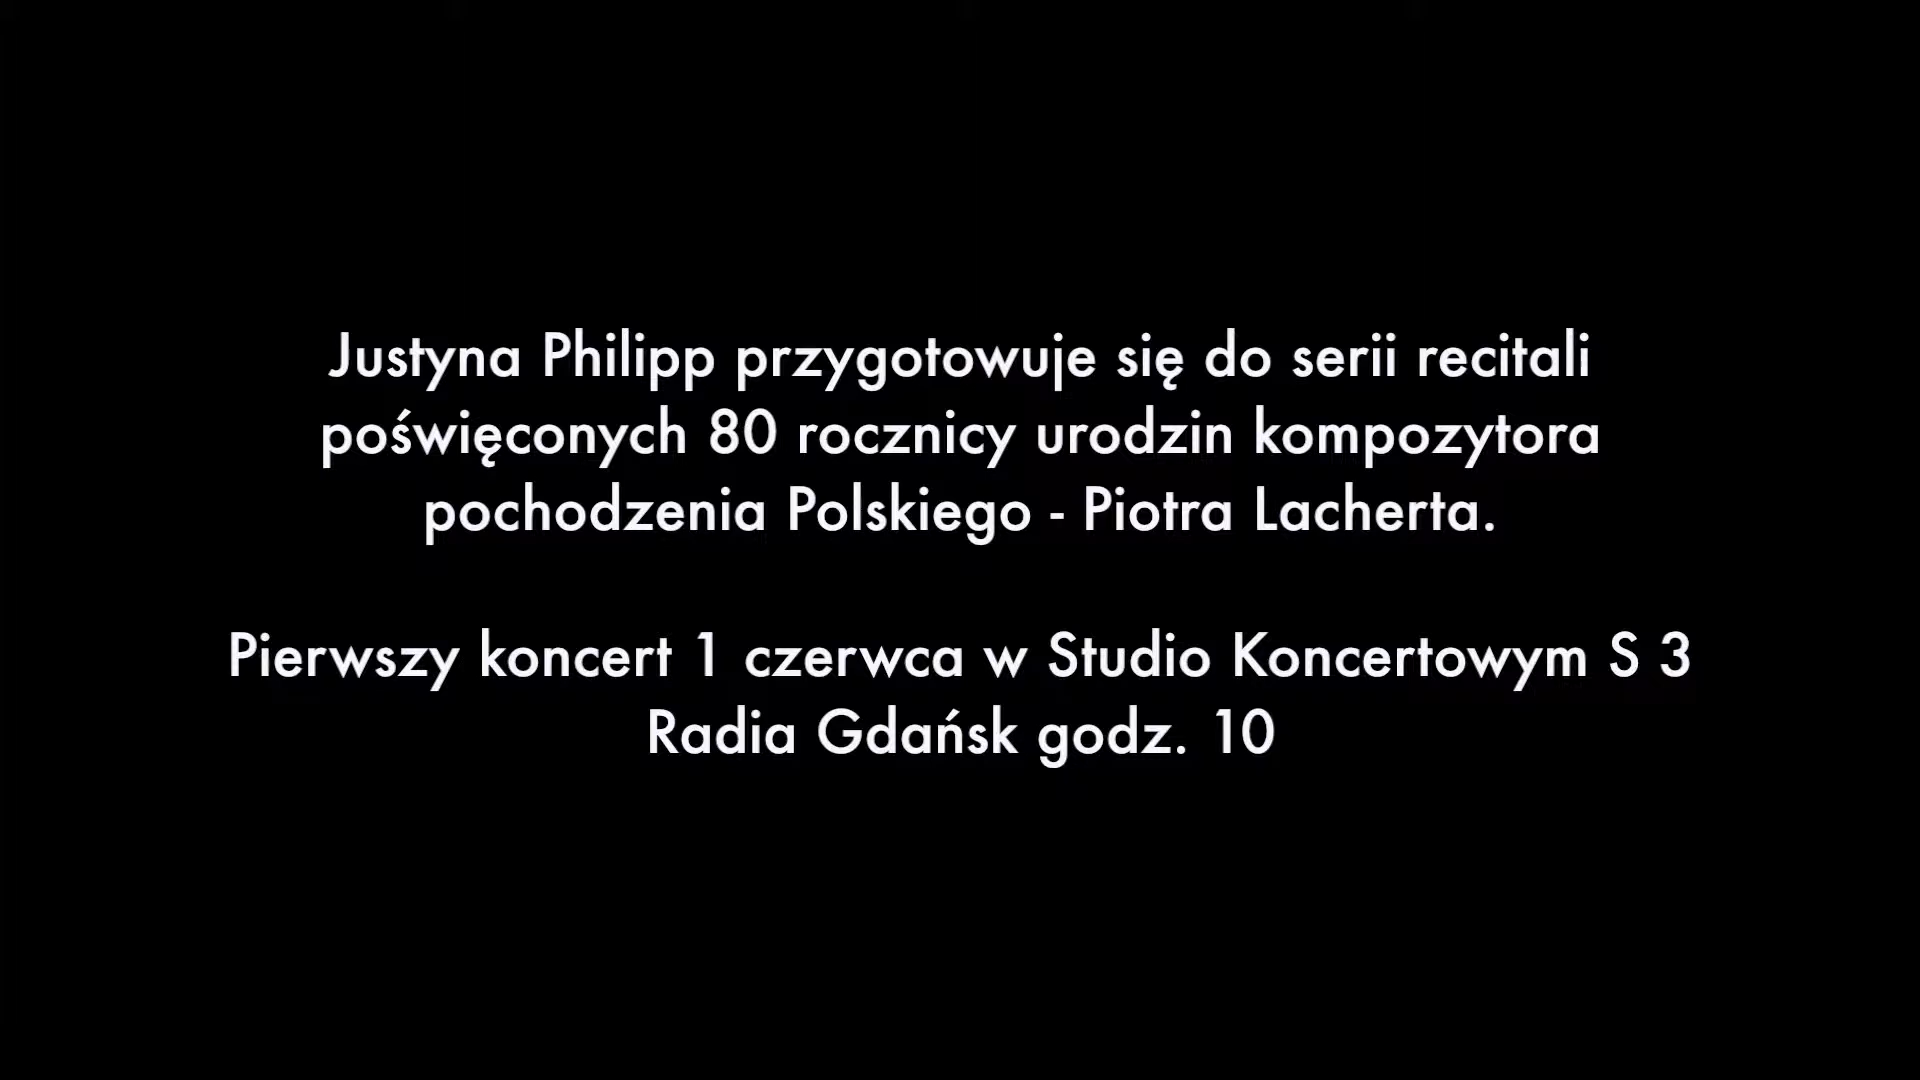 Justyna Philipp przygotowuje się do serii recitali
poświęconych 80 rocznicy urodzin kompozytora
pochodzenia Polskiego - Piotra Lacherta.
Pierwszy koncert 1 czerwca w Studio Koncertowym S 3
Radia Gdańsk godz. 10